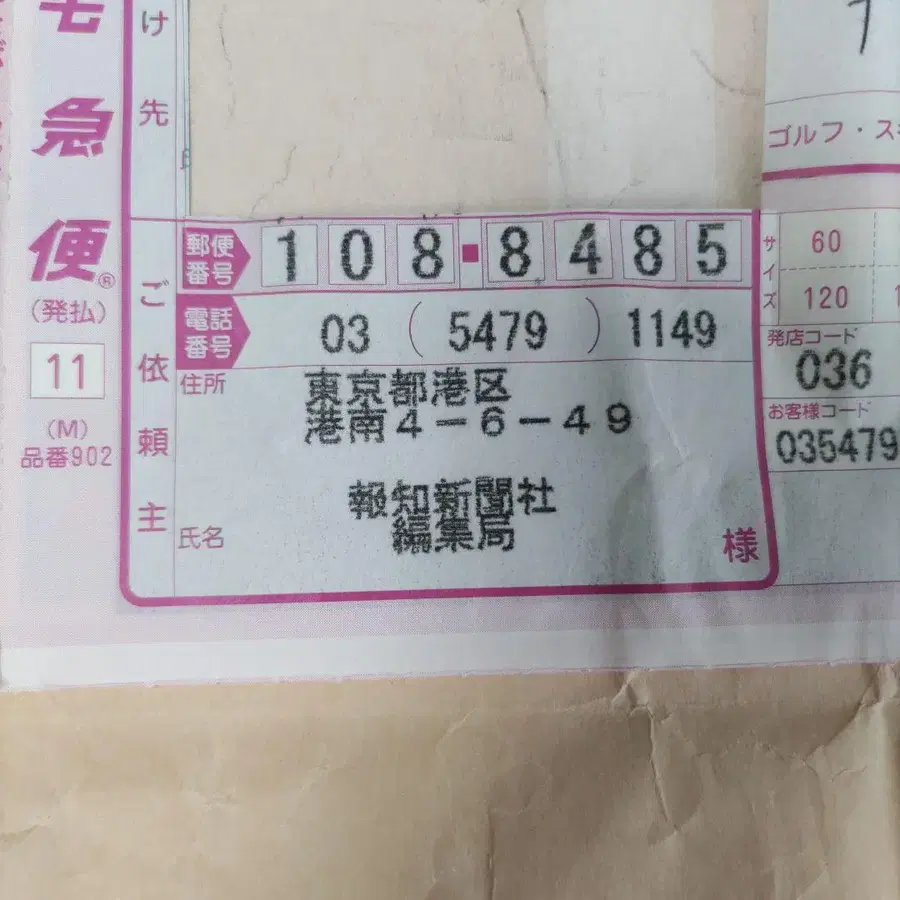 宅急便®
(発払)
11
(M)
品番902
け先
ご依頼主
郵便番号 108-8485
電話番号 03 (5479) 1149
住所
東京都港区
港南4-6-49
報知新聞社
編集局
氏名
様
ゴルフ・スキ
サイズ
60
120
発店コード
036
お客様コード
035479